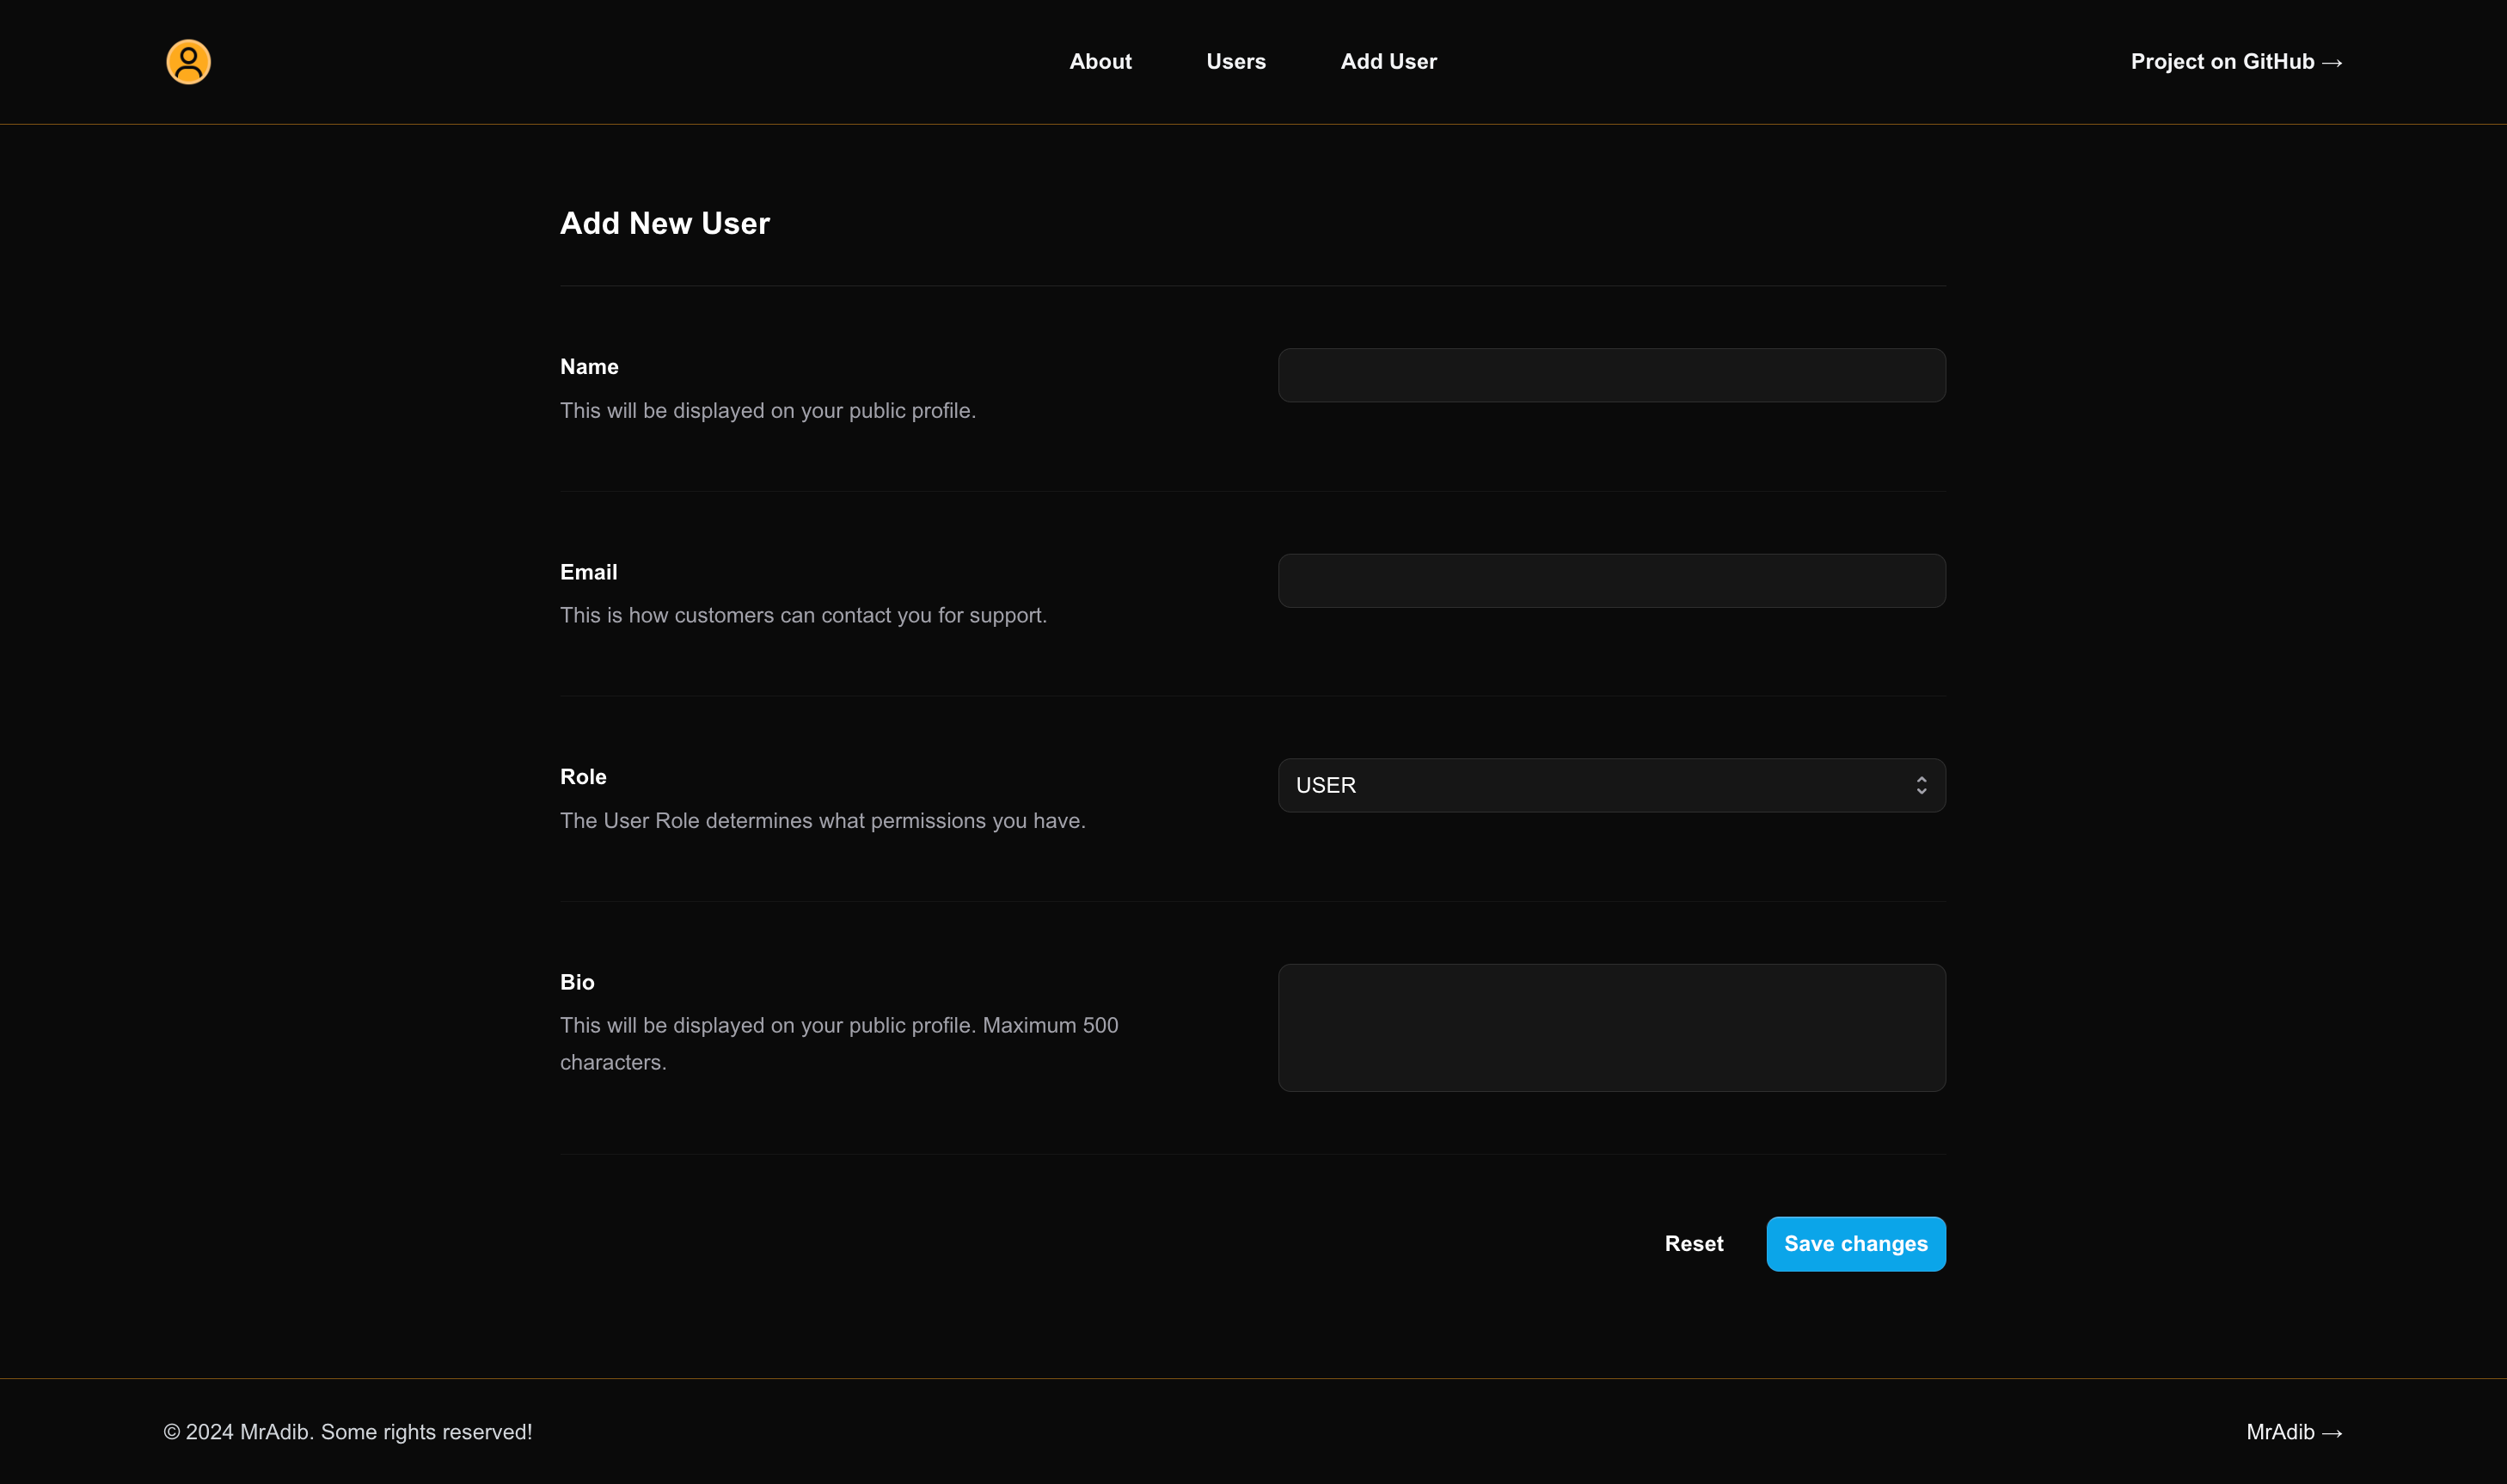 About
Users
Add User
Project on GitHub →
Add New User
Name
This will be displayed on your public profile.
Email
This is how customers can contact you for support.
Role
The User Role determines what permissions you have.
USER
Bio
This will be displayed on your public profile. Maximum 500
characters.
Reset
Save changes
© 2024 MrAdib. Some rights reserved!
MrAdib →